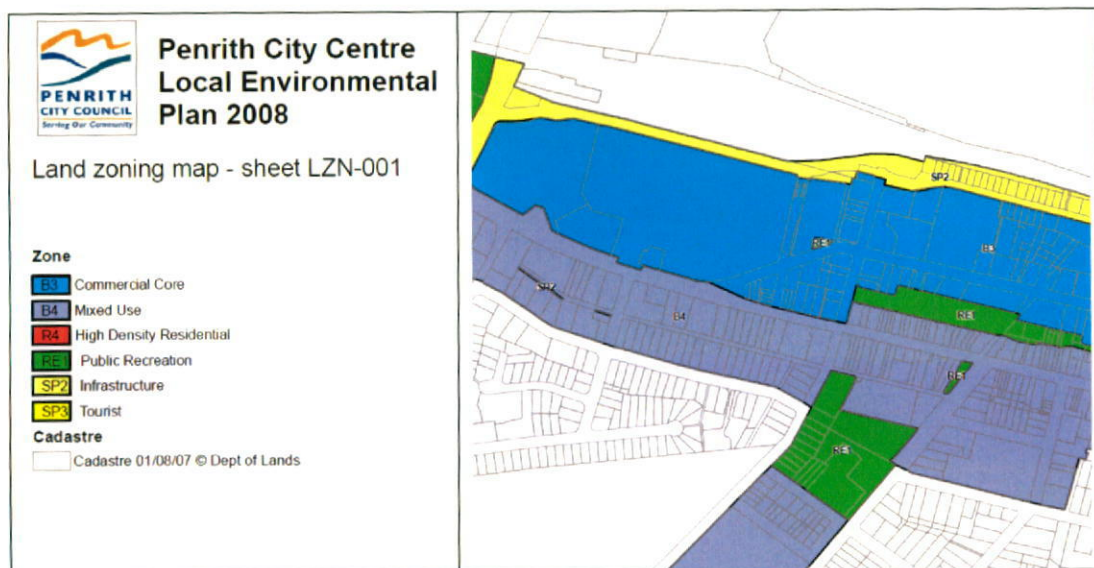 PENRITH
CITY COUNCIL
Serving Our Community
Penrith City Centre
Local Environmental
Plan 2008
Land zoning map - sheet LZN-001
Zone
B3 Commercial Core
B4 Mixed Use
R4 High Density Residential
RE1 Public Recreation
SP2 Infrastructure
SP3 Tourist
Cadastre
Cadastre 01/08/07 © Dept of Lands
SP2
RE1
B3
SP2
B4
RE1
RE1
RE1